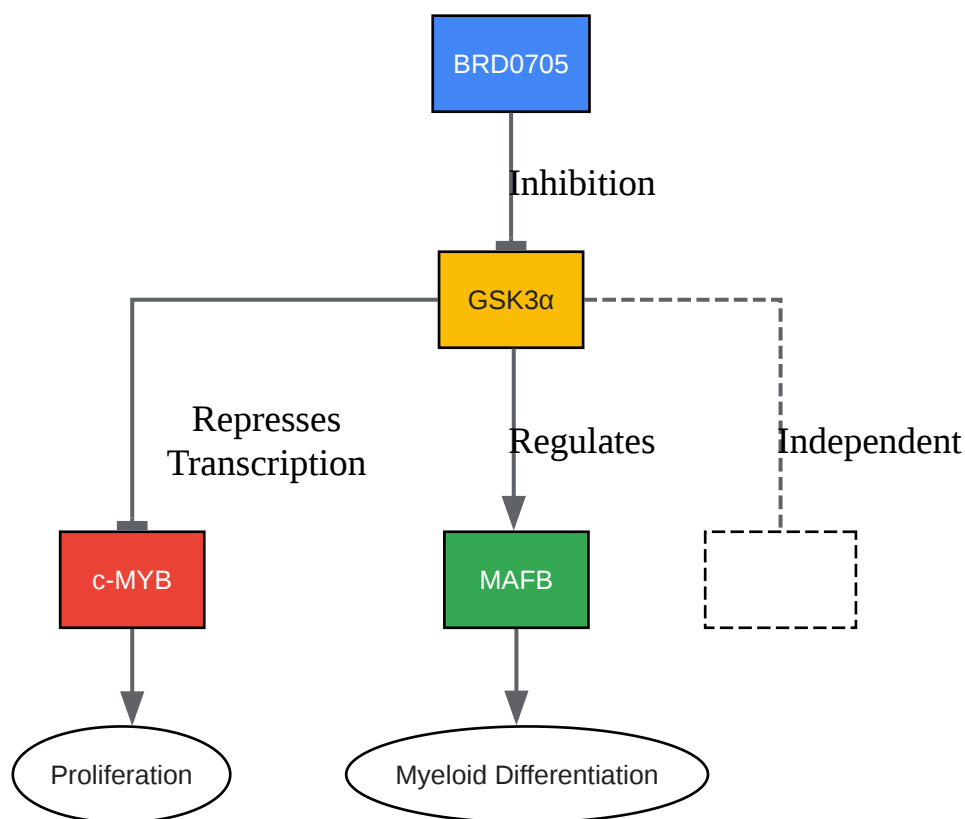 BRD0705
Inhibition
GSK3α
Represses
Transcription
Regulates
Independent
c-MYB
MAFB
Proliferation
Myeloid Differentiation